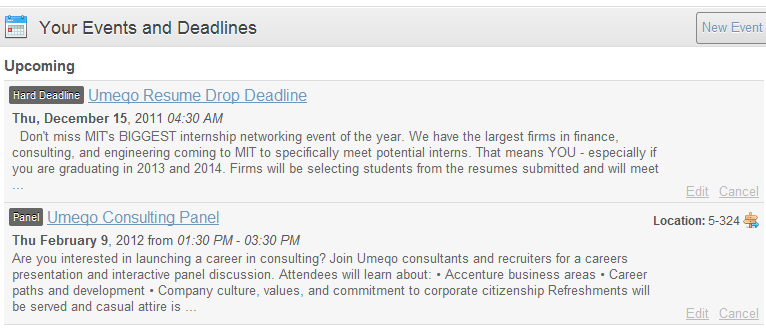 Your Events and Deadlines
New Event
Upcoming
Hard Deadline Umeqo Resume Drop Deadline
Thu, December 15, 2011 04:30 AM
Don't miss MIT's BIGGEST internship networking event of the year. We have the largest firms in finance,
consulting, and engineering coming to MIT to specifically meet potential interns. That means YOU - especially if
you are graduating in 2013 and 2014. Firms will be selecting students from the resumes submitted and will meet
...
Edit Cancel
Panel Umeqo Consulting Panel
Location: 5-324
Thu February 9, 2012 from 01:30 PM - 03:30 PM
Are you interested in launching a career in consulting? Join Umeqo consultants and recruiters for a careers
presentation and interactive panel discussion. Attendees will learn about: • Accenture business areas • Career
paths and development • Company culture, values, and commitment to corporate citizenship Refreshments will
be served and casual attire is ...
Edit Cancel